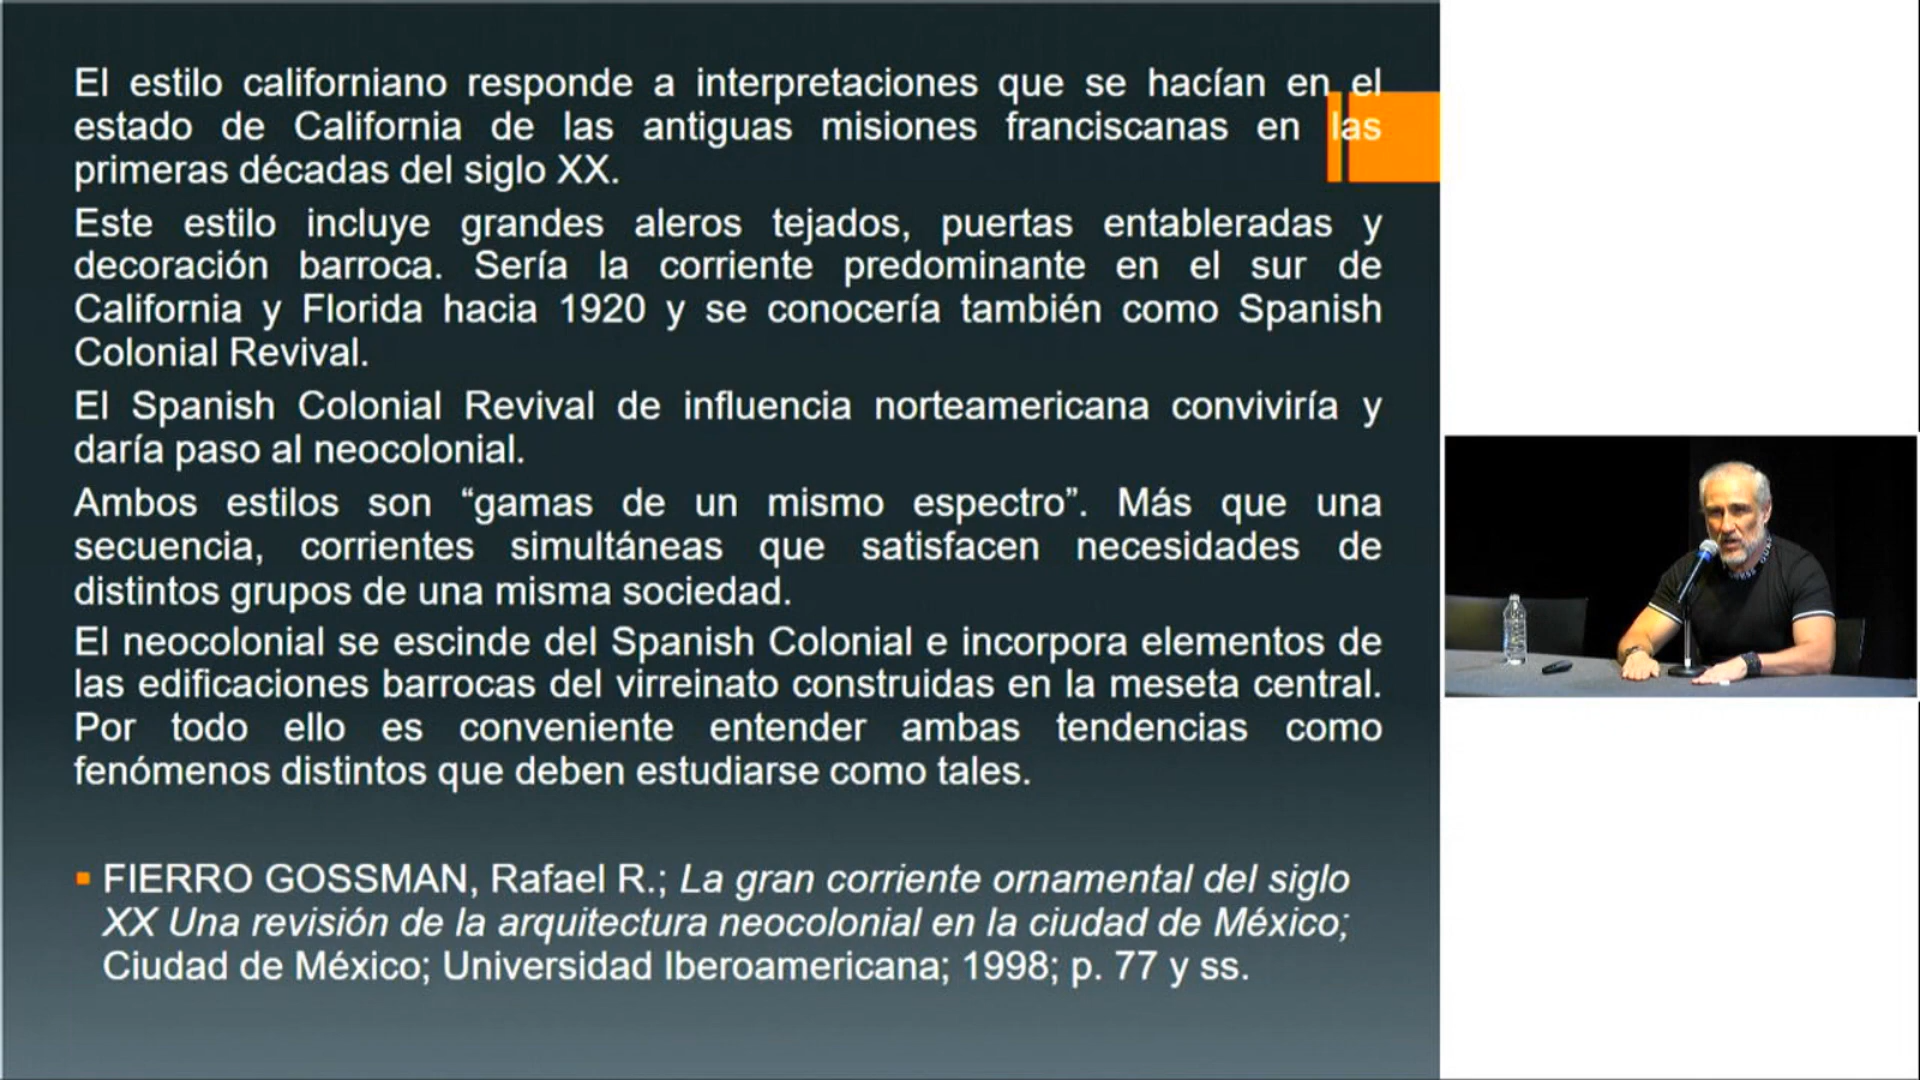 El estilo californiano responde a interpretaciones que se hacían en el
estado de California de las antiguas misiones franciscanas en las
primeras décadas del siglo XX.
Este estilo incluye grandes aleros tejados, puertas entableradas y
decoración barroca. Sería la corriente predominante en el sur de
California y Florida hacia 1920 y se conocería también como Spanish
Colonial Revival.
El Spanish Colonial Revival de influencia norteamericana conviviría y
daría paso al neocolonial.
Ambos estilos son “gamas de un mismo espectro”. Más que una
secuencia, corrientes simultáneas que satisfacen necesidades de
distintos grupos de una misma sociedad.
El neocolonial se escinde del Spanish Colonial e incorpora elementos de
las edificaciones barrocas del virreinato construidas en la meseta central.
Por todo ello es conveniente entender ambas tendencias como
fenómenos distintos que deben estudiarse como tales.
FIERRO GOSSMAN, Rafael R.; La gran corriente ornamental del siglo
XX Una revisión de la arquitectura neocolonial en la ciudad de México;
Ciudad de México; Universidad Iberoamericana; 1998; p. 77 y ss.